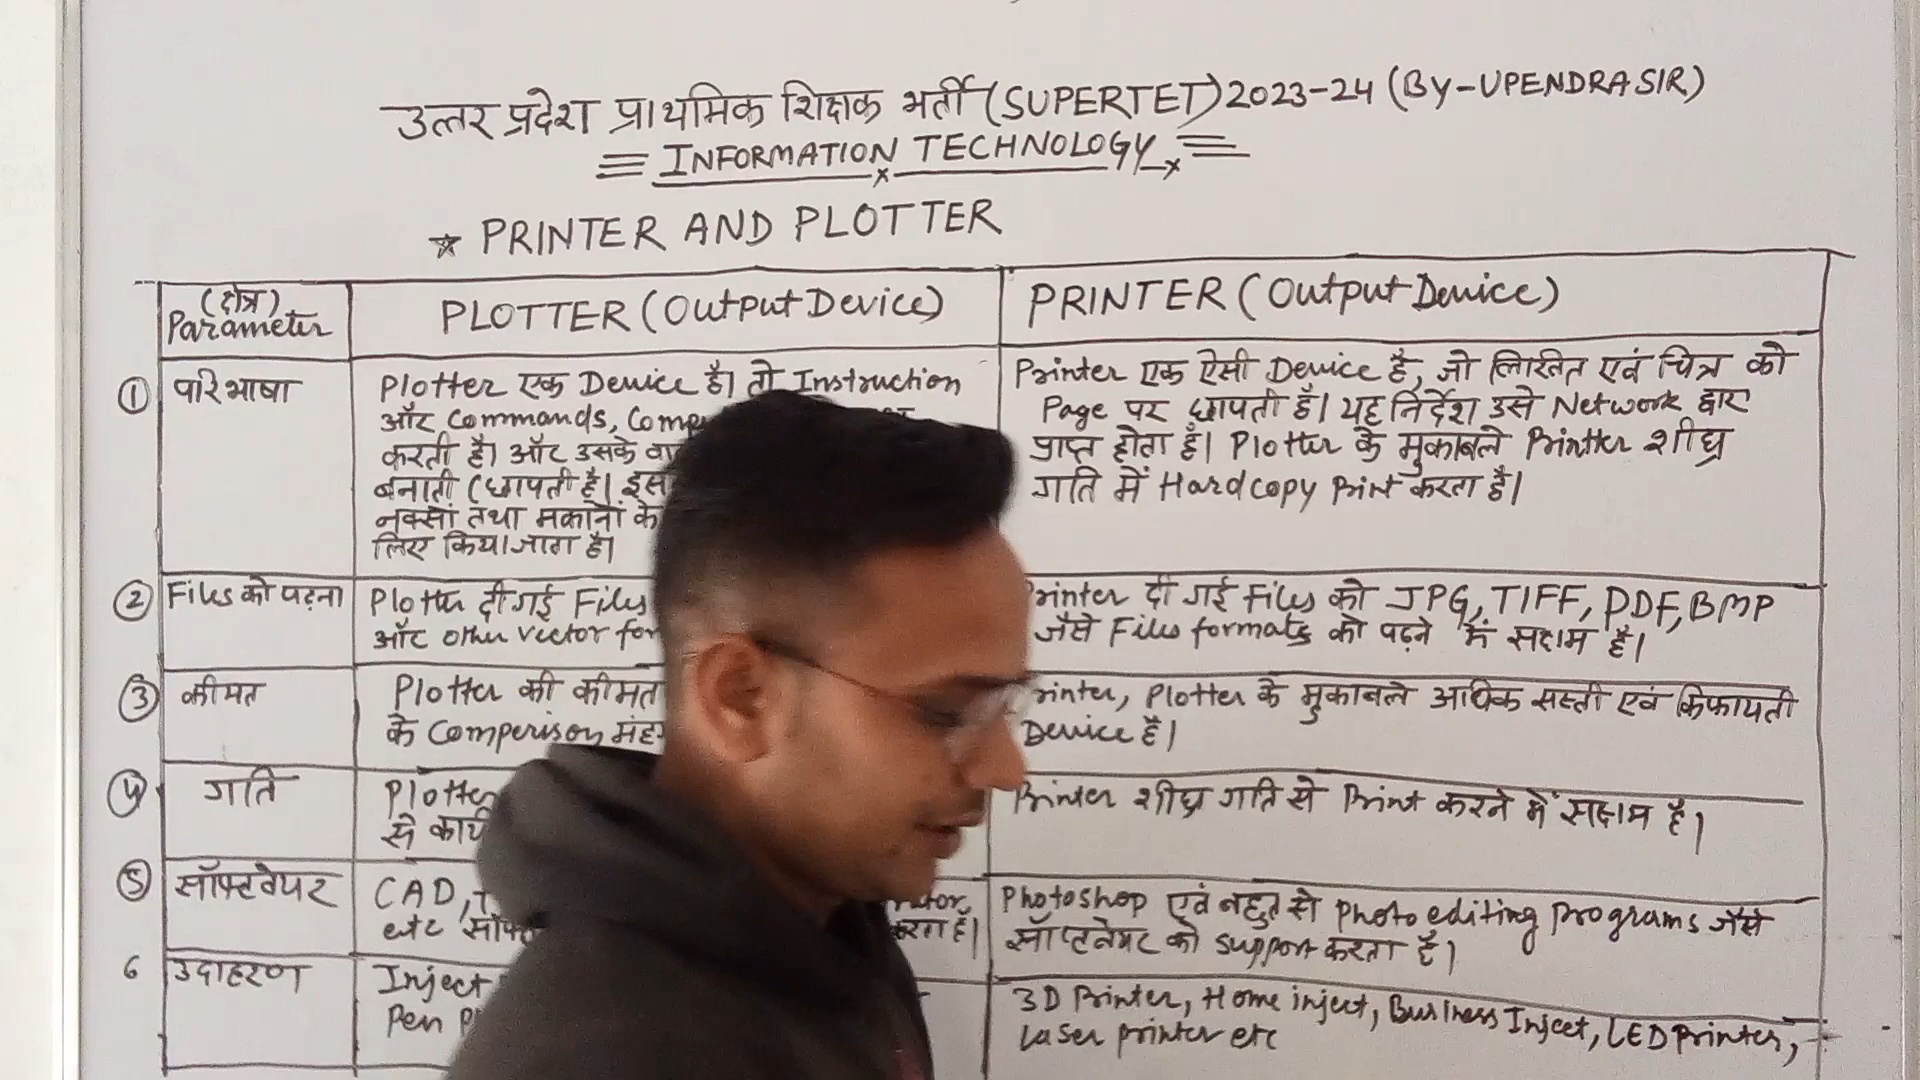 उत्तर प्रदेश प्राथमिक शिक्षक भर्ती (SUPERTET) 2023-24 (BY-UPENDRA SIR)
INFORMATION TECHNOLOGY
☆ PRINTER AND PLOTTER
(क्षेत्र) Parameter
PLOTTER (Output Device)
PRINTER (Output Device)
① परिभाषा
Plotter एक Device है। तो Instruction
और Commands,
करती है। और उसके
बनाती (छापती है।
नक्सों तथा मकानों के
लिए किया जाता है।
Printer एक ऐसी Device है, जो लिखित एवं चित्र को
Page पर छापती है। यह निर्देश उसे Network द्वारा
प्राप्त होता है। Plotter के मुकाबले Printter शीघ्र
गति में Hardcopy Print करता है।
② Files को पढ़ना
Plotter दी गई Files
और other vector
Printer दी गई Files को JPG, TIFF, PDF, BMP
जैसे Files formats को पढ़ने में सक्षम है।
③ कीमत
Plotter की कीमत
के Comperison
Printer, Plotter के मुकाबले अधिक सस्ती एवं किफायती
Device है।
④ गति
Plotter
से
Printer शीघ्र गति से Print करने में सक्षम है।
⑤ सॉफ्टवेयर
CAD,
etc करता है।
Photoshop एवं बहुत से Photo editing Programs जैसे
सॉफ्टवेयर को support करता है।
6 उदाहरण
Inject
Pen
3D Printer, Home inject, Business Inject, LED Printer,
Laser printer etc